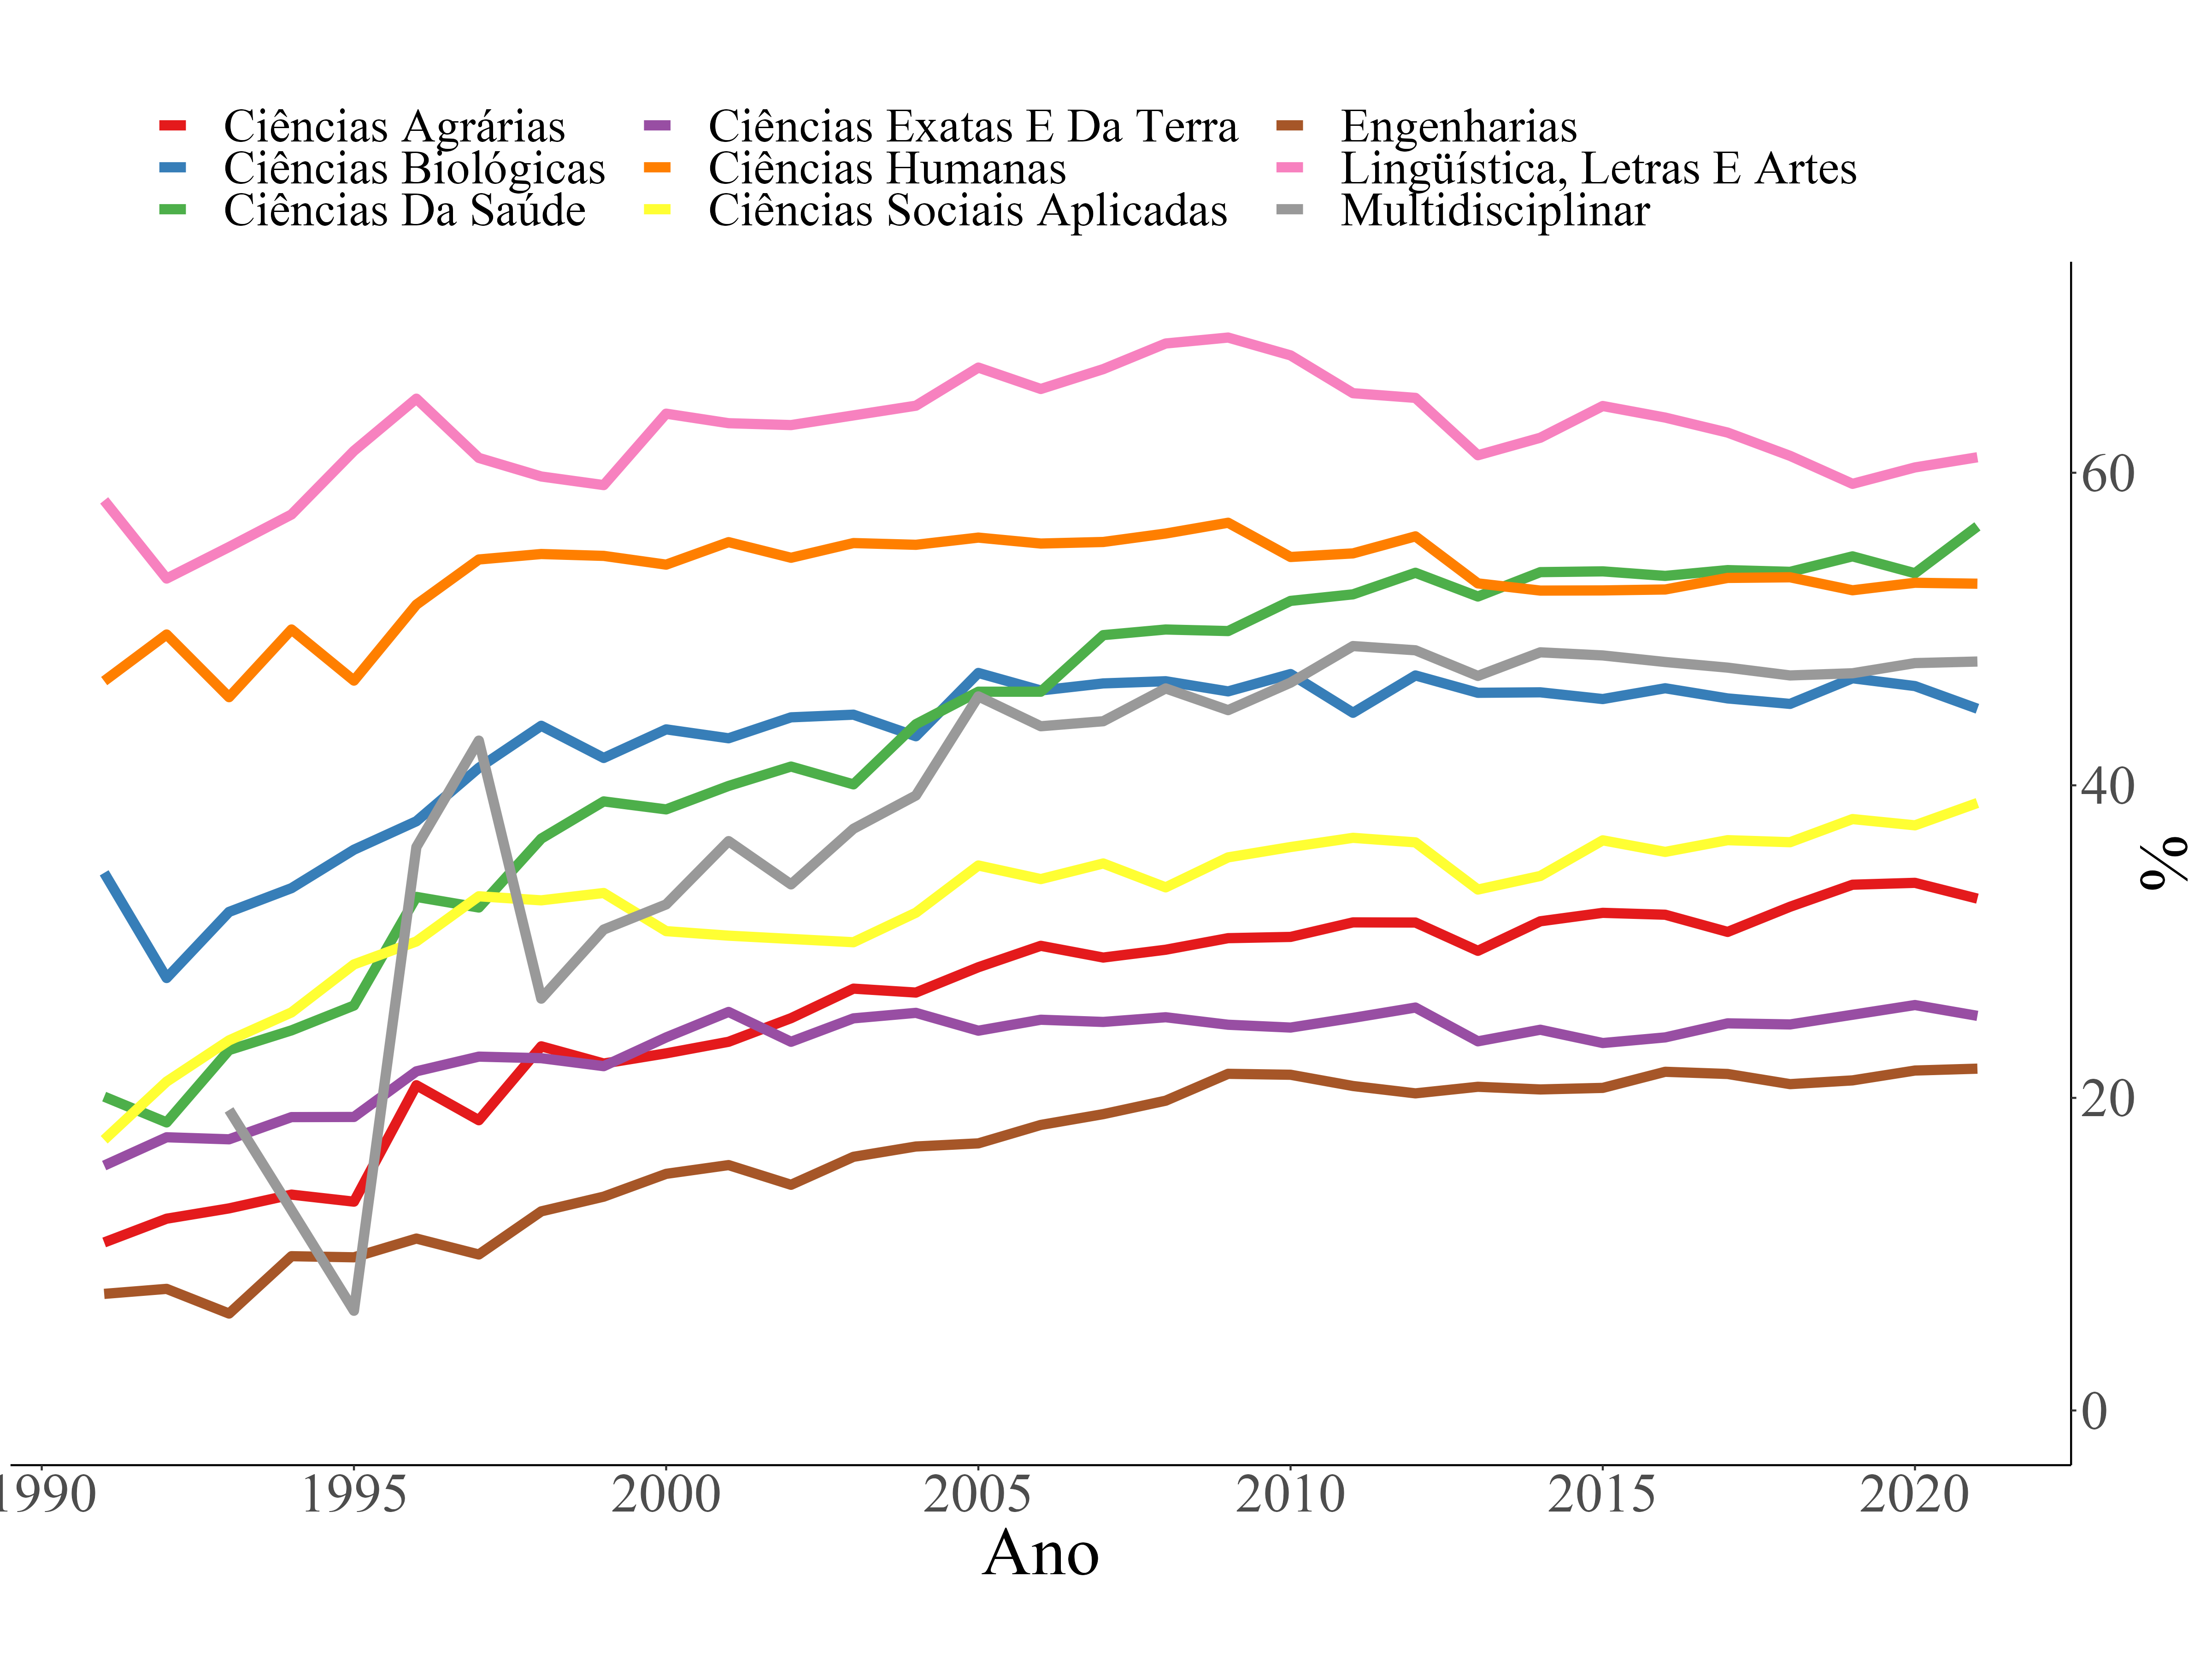 Ciências Agrárias Ciências Exatas E Da Terra Engenharias
Ciências Biológicas Ciências Humanas Lingüística, Letras E Artes
Ciências Da Saúde Ciências Sociais Aplicadas Multidisciplinar
60
40
%
20
0
1990 1995 2000 2005 2010 2015 2020
Ano